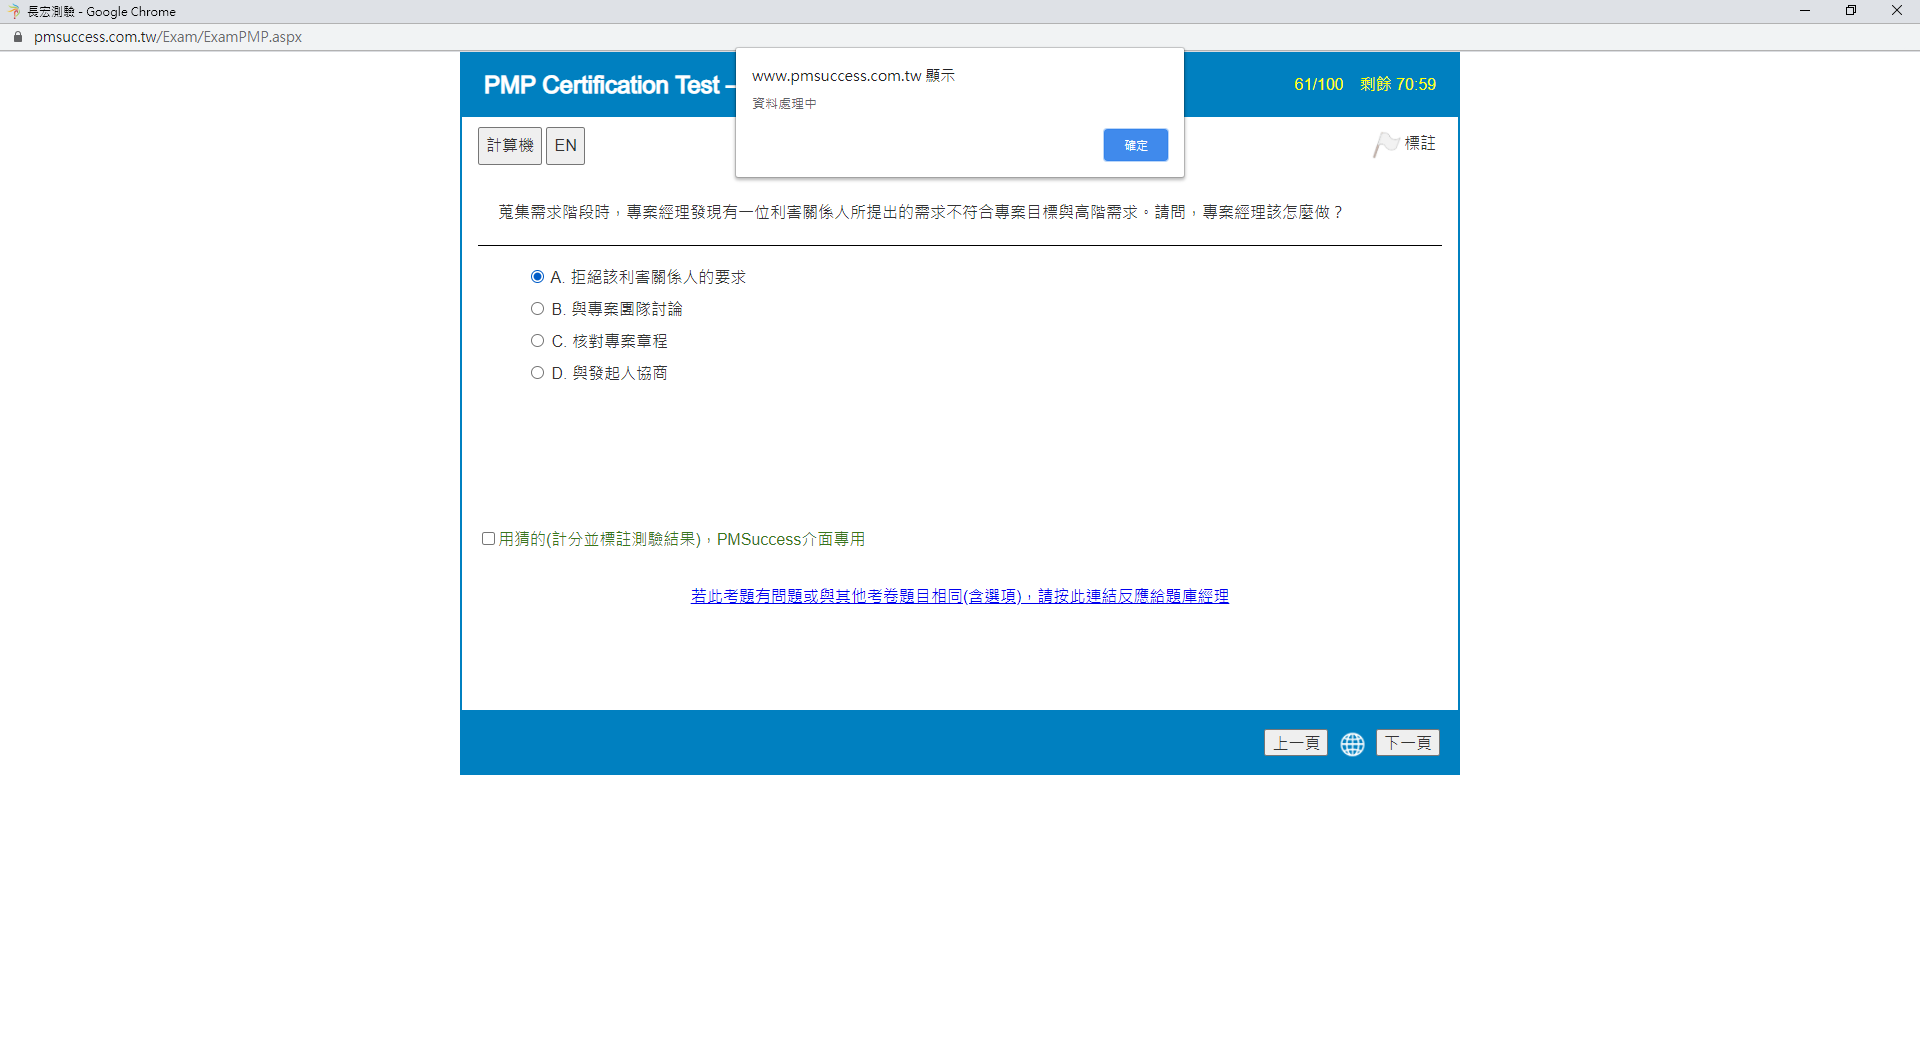 長宏測驗 - Google Chrome
pmsuccess.com.tw/Exam/ExamPMP.aspx
PMP Certification Test –
www.pmsuccess.com.tw 顯示
資料處理中
確定
61/100 剩餘 70:59
計算機 EN
標註
蒐集需求階段時，專案經理發現有一位利害關係人所提出的需求不符合專案目標與高階需求。請問，專案經理該怎麼做？
A. 拒絕該利害關係人的要求
B. 與專案團隊討論
C. 核對專案章程
D. 與發起人協商
用猜的(計分並標註測驗結果)，PMSuccess介面專用
若此考題有問題或與其他考卷題目相同(含選項)，請按此連結反應給題庫經理
上一頁 下一頁